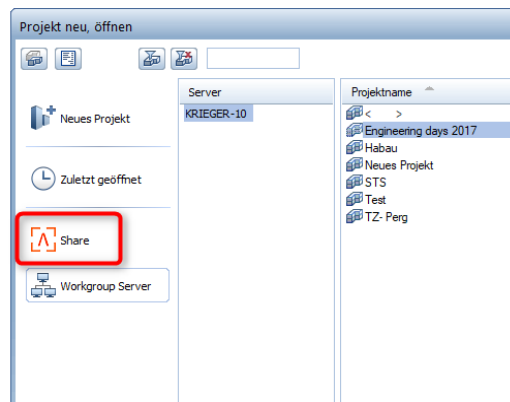 Projekt neu, öffnen
Neues Projekt
Zuletzt geöffnet
Share
Workgroup Server
Server
KRIEGER-10
Projektname
< >
Engineering days 2017
Habau
Neues Projekt
STS
Test
TZ- Perg